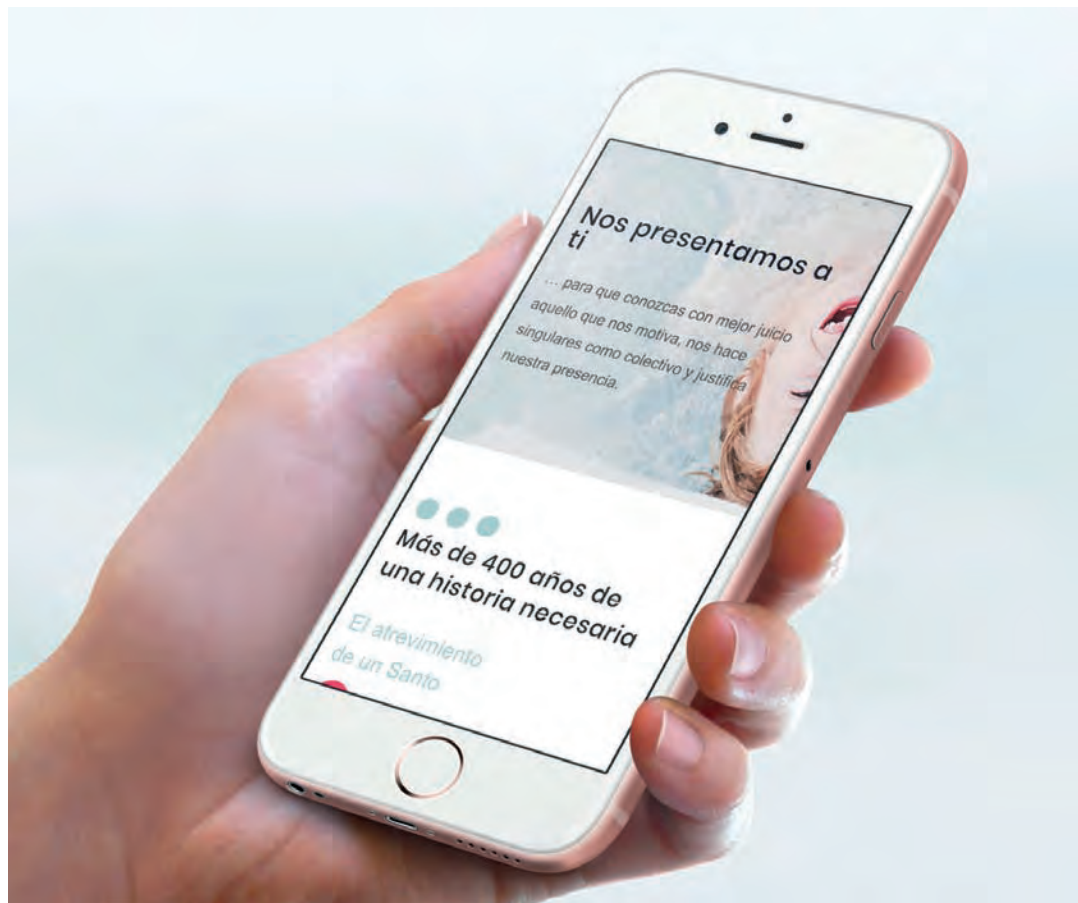 Nos presentamos a
ti
... para que conozcas con mejor juicio
aquello que nos motiva, nos hace
singulares como colectivo y justifica
nuestra presencia.
Más de 400 años de
una historia necesaria
El atrevimiento
de un Santo